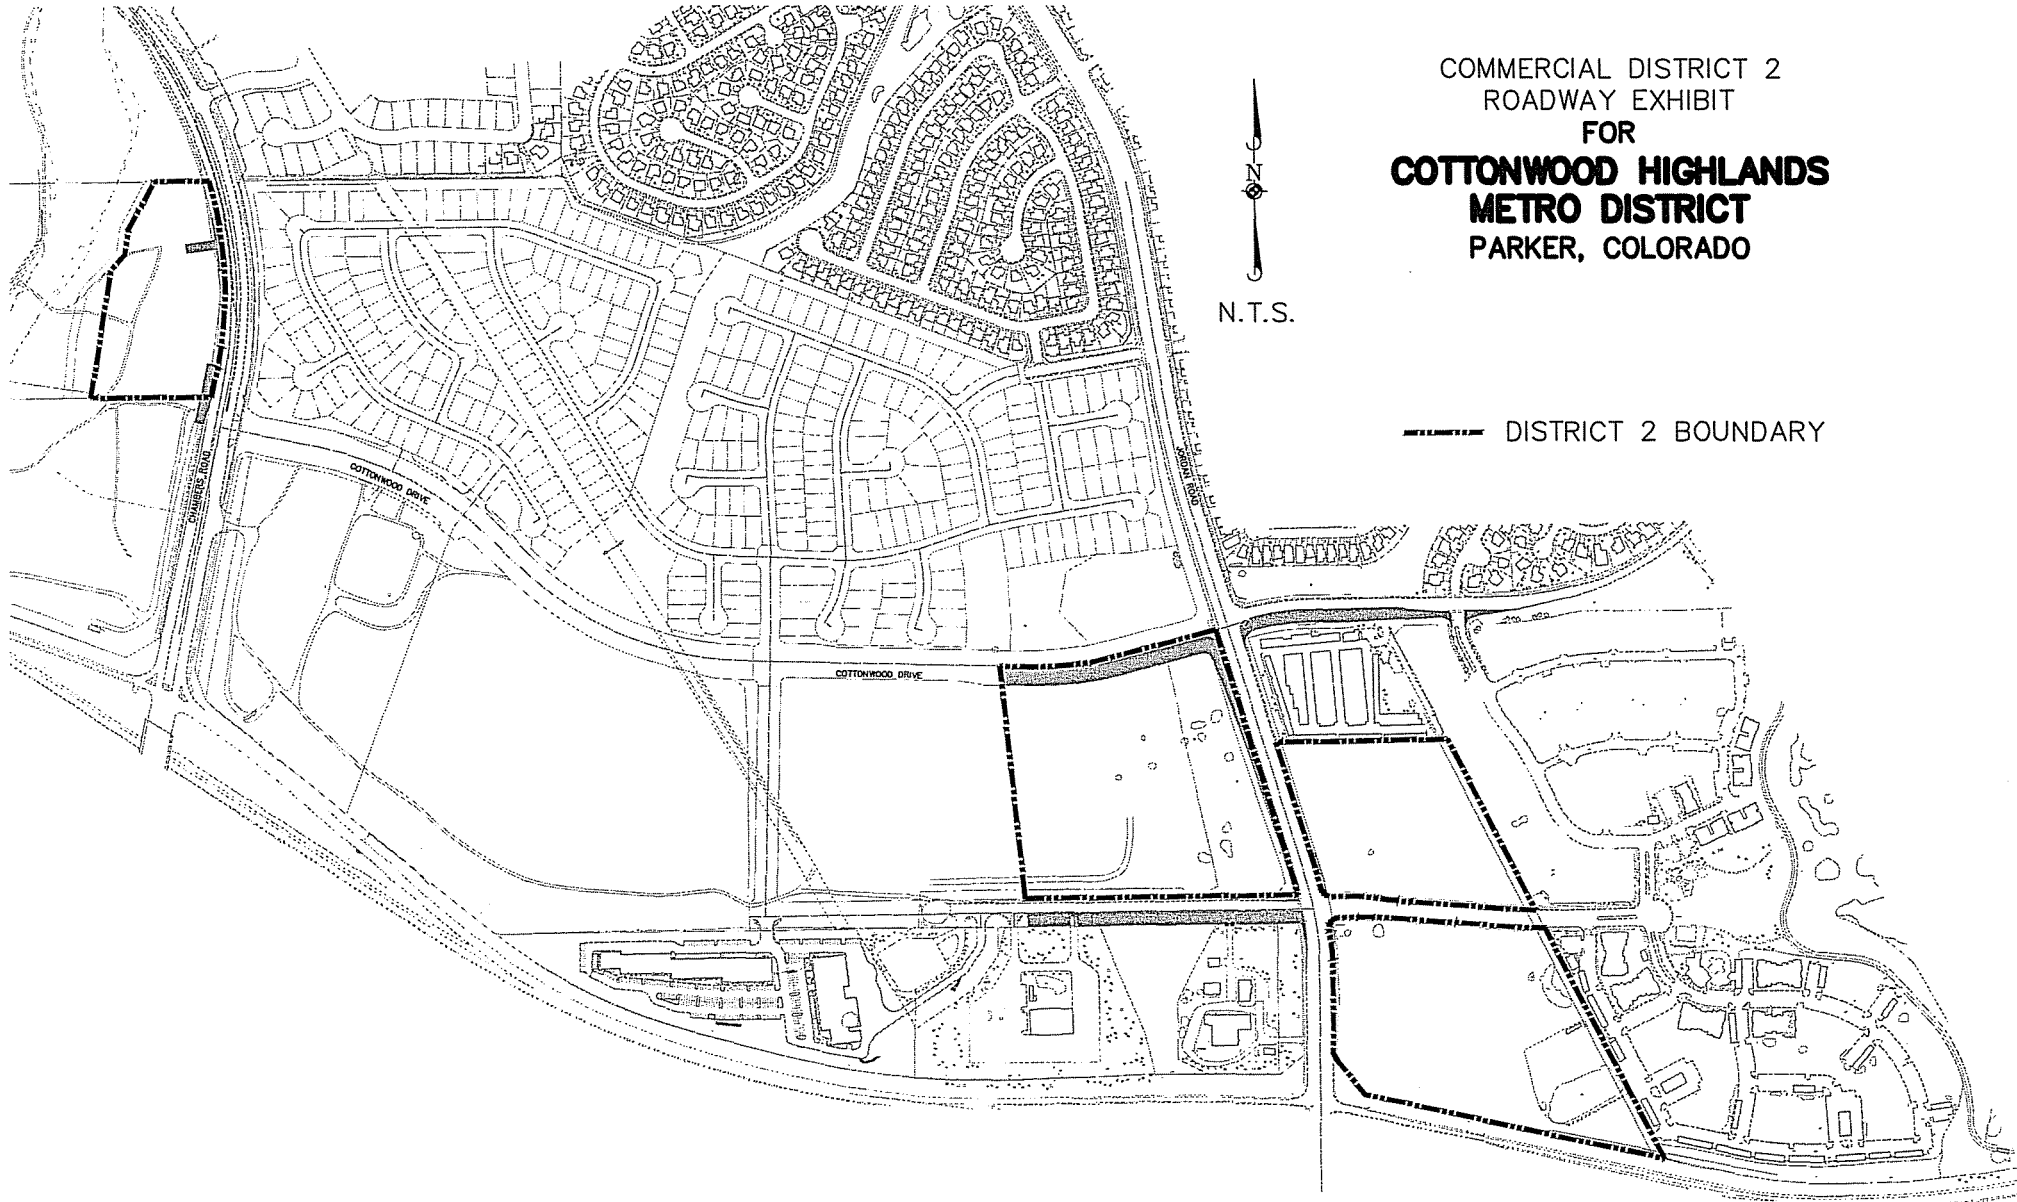 COMMERCIAL DISTRICT 2
ROADWAY EXHIBIT
FOR
COTTONWOOD HIGHLANDS
METRO DISTRICT
PARKER, COLORADO
N
N.T.S.
DISTRICT 2 BOUNDARY
CHAMBERS ROAD
COTTONWOOD DRIVE
JORDAN ROAD
COTTONWOOD DRIVE